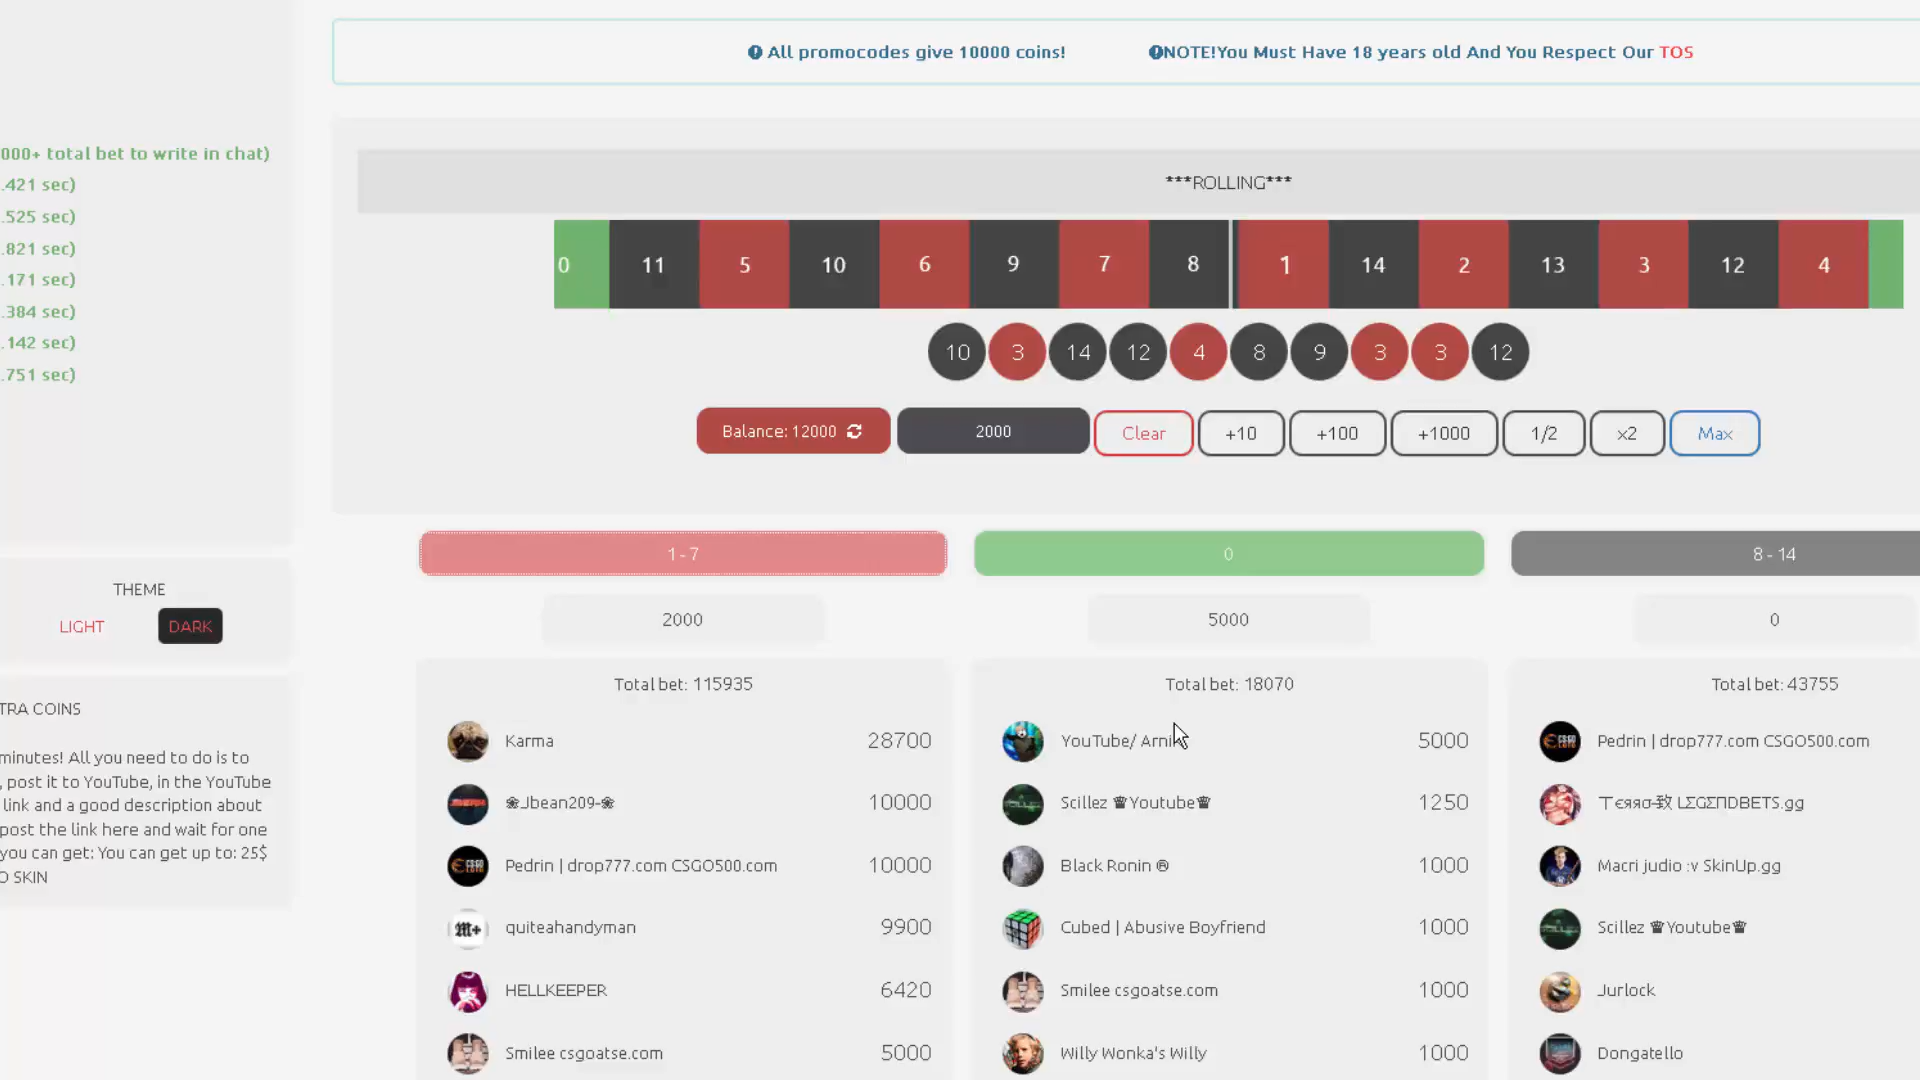 All promocodes give 10000 coins!
NOTE!You Must Have 18 years old And You Respect Our TOS
000+ total bet to write in chat)
.421 sec)
.525 sec)
.821 sec)
.171 sec)
.384 sec)
.142 sec)
.751 sec)
***ROLLING***
0 11 5 10 6 9 7 8 1 14 2 13 3 12 4
10 3 14 12 4 8 9 3 3 12
Balance: 12000 2000 Clear +10 +100 +1000 1/2 x2 Max
1 - 7
2000
Total bet: 115935
Karma 28700
❀Jbean209-❀ 10000
Pedrin | drop777.com CSGO500.com 10000
quiteahandyman 9900
HELLKEEPER 6420
Smilee csgoatse.com 5000
0
5000
Total bet: 18070
YouTube/ 5000
Scillez ♛Youtube♛ 1250
Black Ronin ® 1000
Cubed | Abusive Boyfriend 1000
Smilee csgoatse.com 1000
Willy Wonka's Willy 1000
8 - 14
0
Total bet: 43755
Pedrin | drop777.com CSGO500.com
LΣGΣΠDBETS.gg
Macri judio :v SkinUp.gg
Scillez ♛Youtube♛
Jurlock
Dongatello
THEME
LIGHT DARK
TRA COINS
minutes! All you need to do is to
, post it to YouTube, in the YouTube
link and a good description about
post the link here and wait for one
you can get: You can get up to: 25$
O SKIN